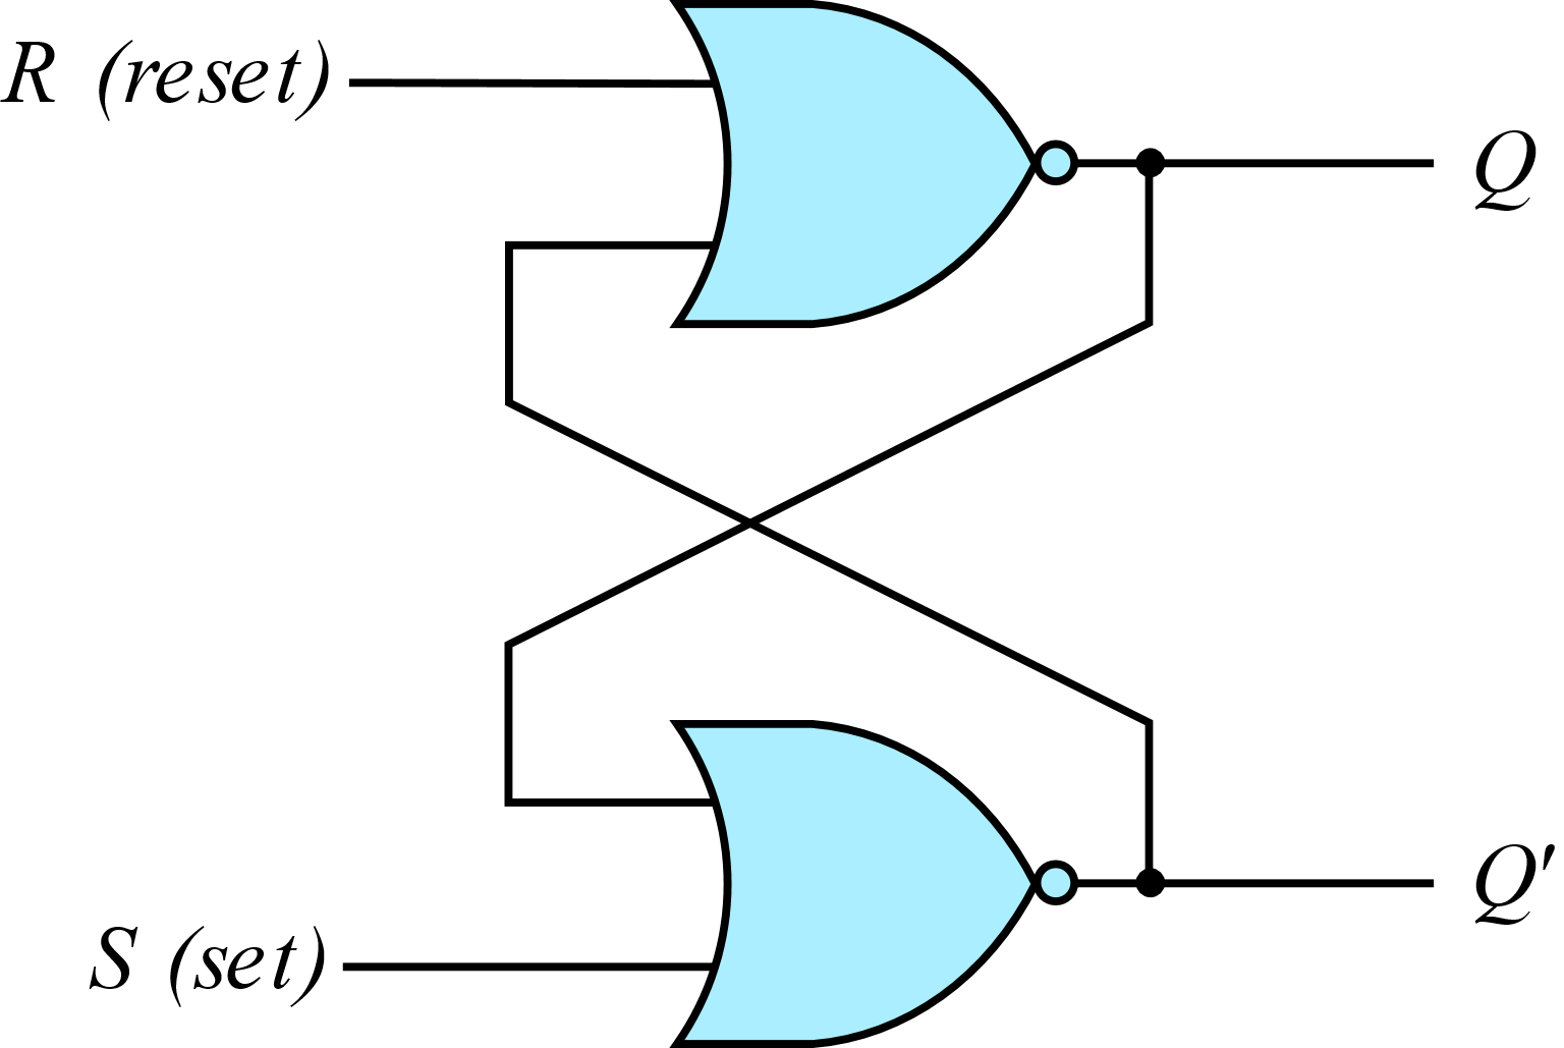 R (reset)
Q
Q'
S (set)